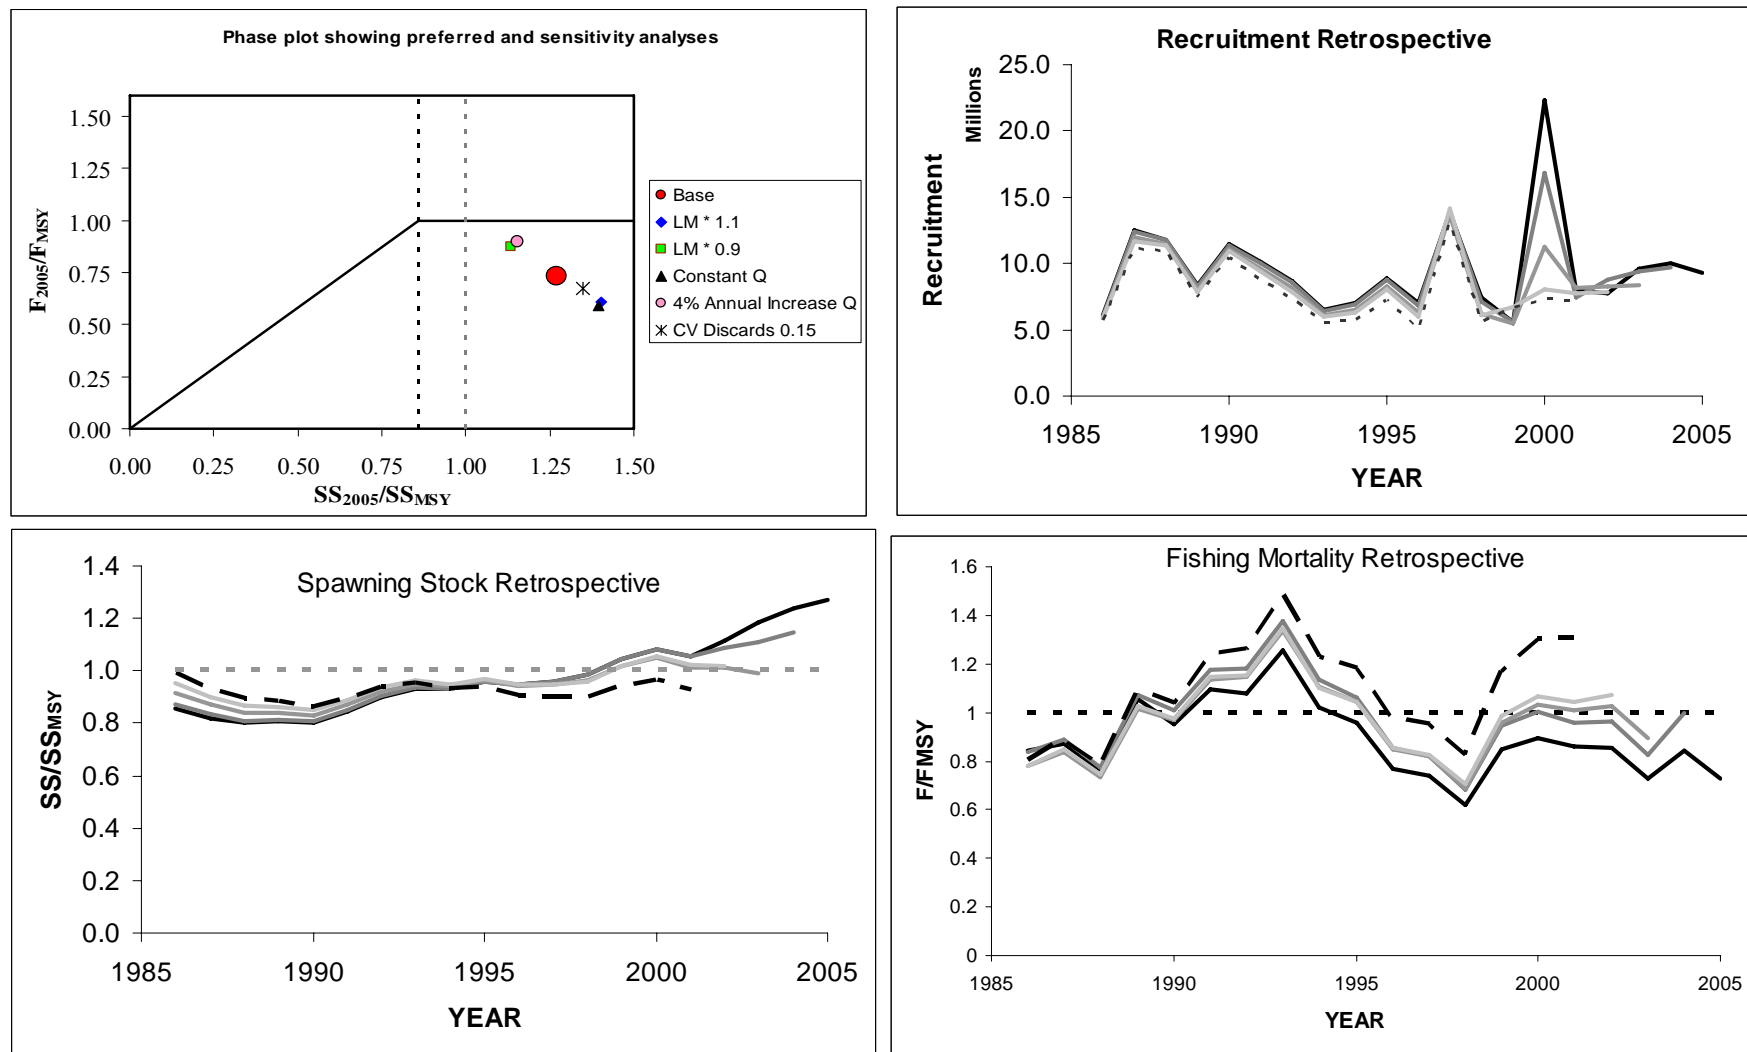 Phase plot showing preferred and sensitivity analyses
1.50
1.25
1.00
0.75
0.50
0.25
0.00
F2005/FMSY
0.00 0.25 0.50 0.75 1.00 1.25 1.50
SS2005/SSMSY
Base
LM * 1.1
LM * 0.9
Constant Q
4% Annual Increase Q
CV Discards 0.15
Recruitment Retrospective
25.0
20.0
15.0
10.0
5.0
0.0
Millions
Recruitment
1985 1990 1995 2000 2005
YEAR
Spawning Stock Retrospective
1.4
1.2
1.0
0.8
0.6
0.4
0.2
0.0
SS/SSMSY
1985 1990 1995 2000 2005
YEAR
Fishing Mortality Retrospective
1.6
1.4
1.2
1
0.8
0.6
0.4
0.2
0
F/FMSY
1985 1990 1995 2000 2005
YEAR